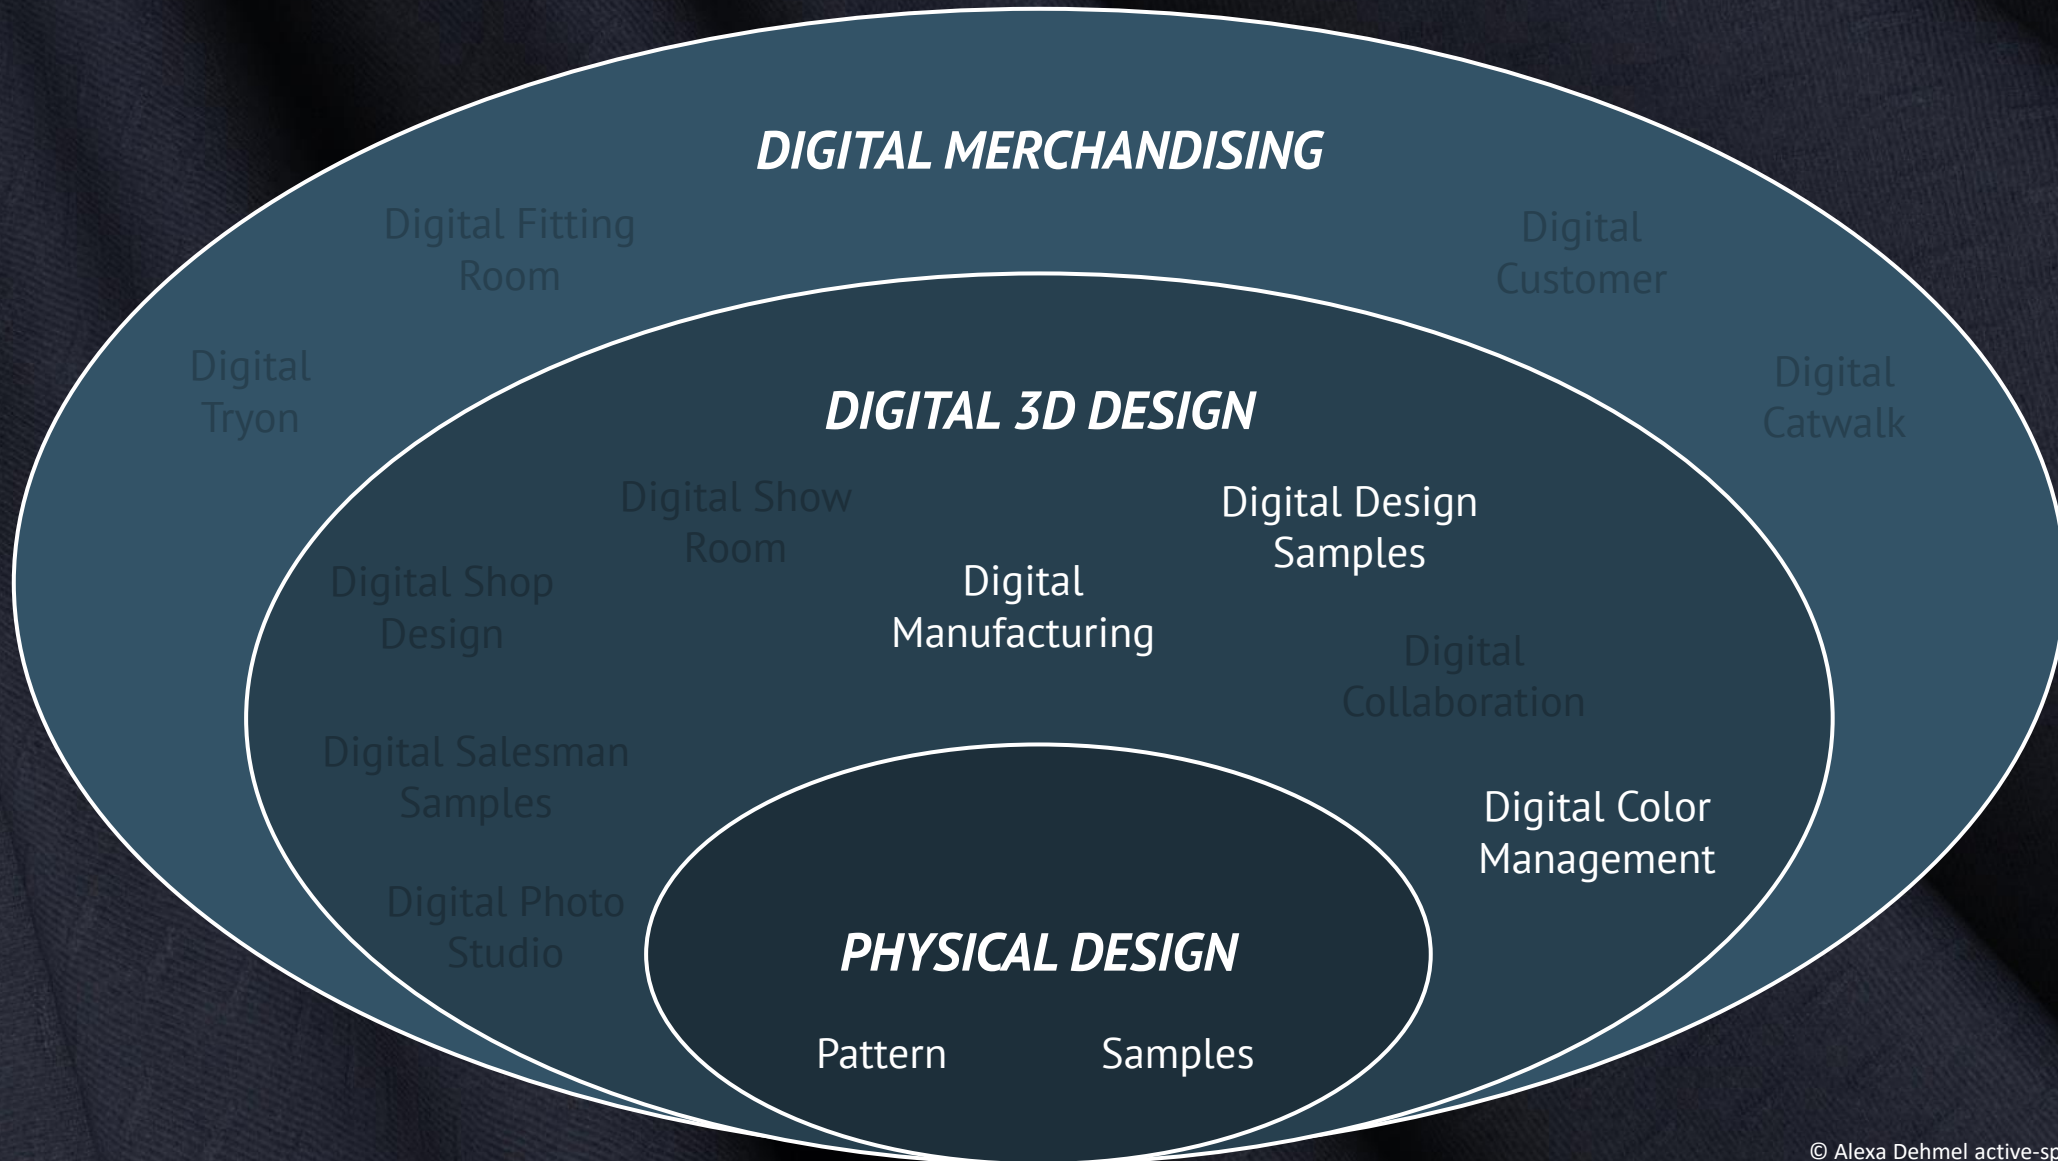 DIGITAL MERCHANDISING
Digital Fitting
Room
Digital
Customer
Digital
Tryon
Digital
Catwalk
DIGITAL 3D DESIGN
Digital Show
Room
Digital Design
Samples
Digital Shop
Design
Digital
Manufacturing
Digital
Collaboration
Digital Salesman
Samples
Digital Color
Management
Digital Photo
Studio
PHYSICAL DESIGN
Pattern
Samples
© Alexa Dehmel active-sp